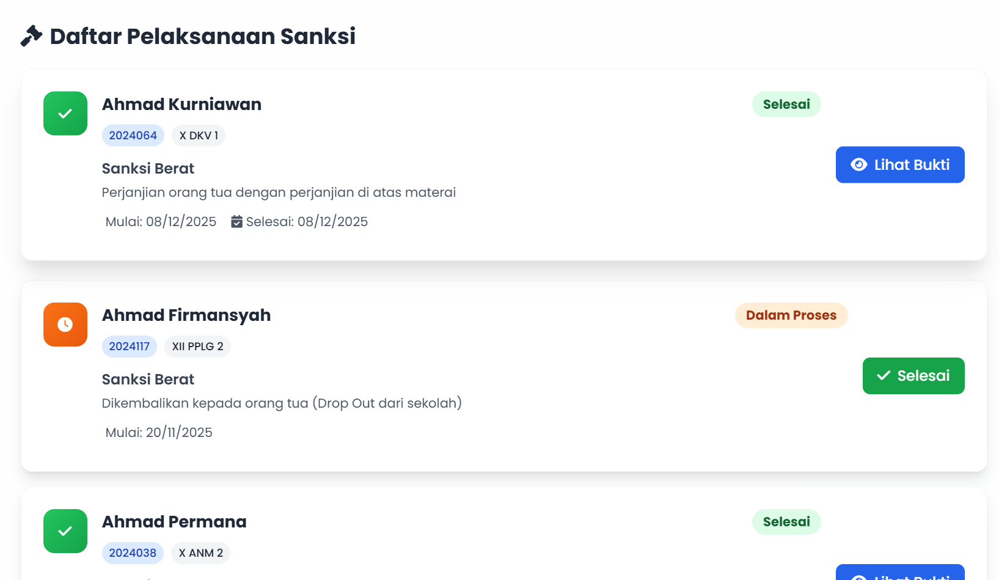 Daftar Pelaksanaan Sanksi
Ahmad Kurniawan
Selesai
2024064 X DKV 1
Lihat Bukti
Sanksi Berat
Perjanjian orang tua dengan perjanjian di atas materai
Mulai: 08/12/2025 Selesai: 08/12/2025
Ahmad Firmansyah
Dalam Proses
2024117 XII PPLG 2
Selesai
Sanksi Berat
Dikembalikan kepada orang tua (Drop Out dari sekolah)
Mulai: 20/11/2025
Ahmad Permana
Selesai
2024038 X ANM 2
Lihat Bukti